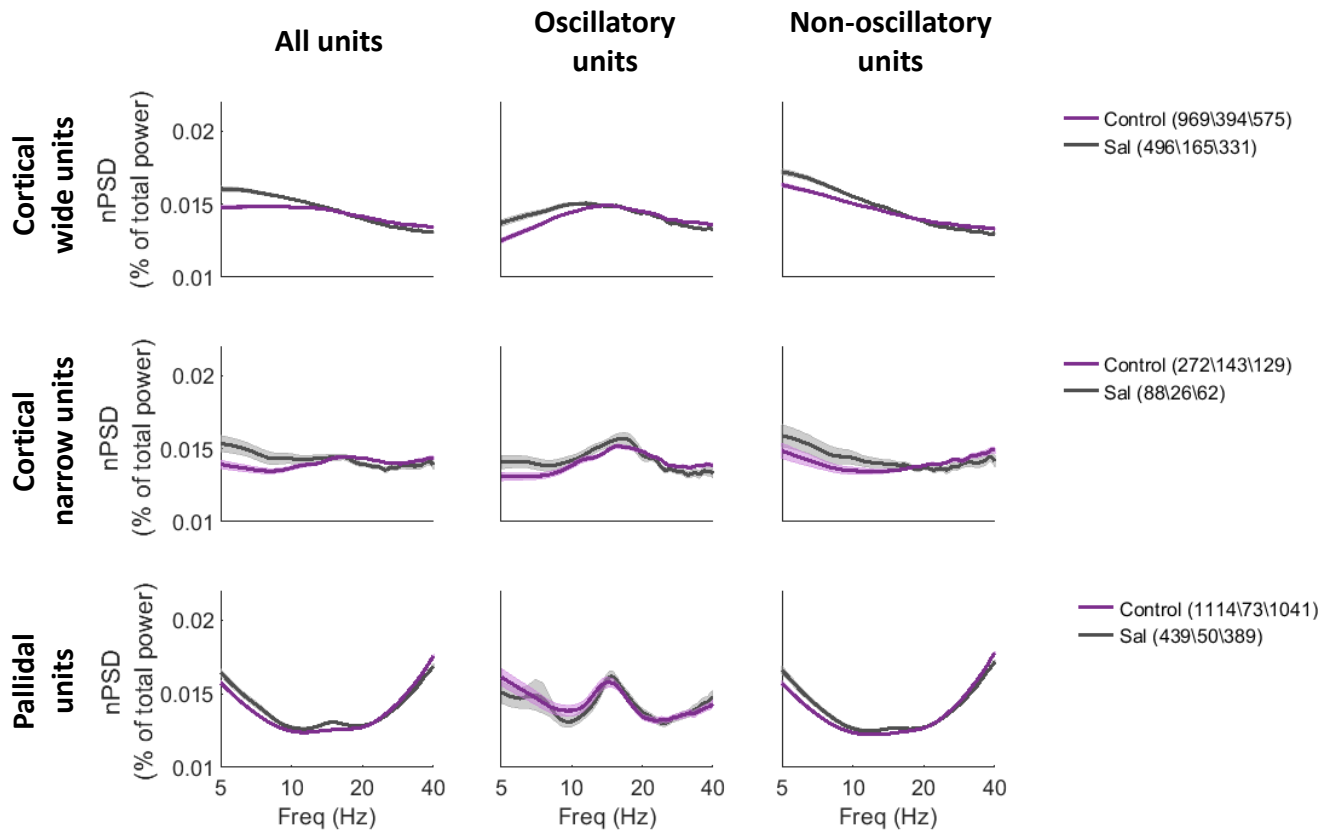 All units
Oscillatory
units
Non-oscillatory
units
Cortical
wide units
nPSD
(% of total power)
0.02
0.015
0.01
Control (969\394\575)
Sal (496\165\331)
Cortical
narrow units
nPSD
(% of total power)
0.02
0.015
0.01
Control (272\143\129)
Sal (88\26\62)
Pallidal
units
nPSD
(% of total power)
0.02
0.015
0.01
Control (1114\73\1041)
Sal (439\50\389)
5 10 20 40
5 10 20 40
5 10 20 40
Freq (Hz)
Freq (Hz)
Freq (Hz)